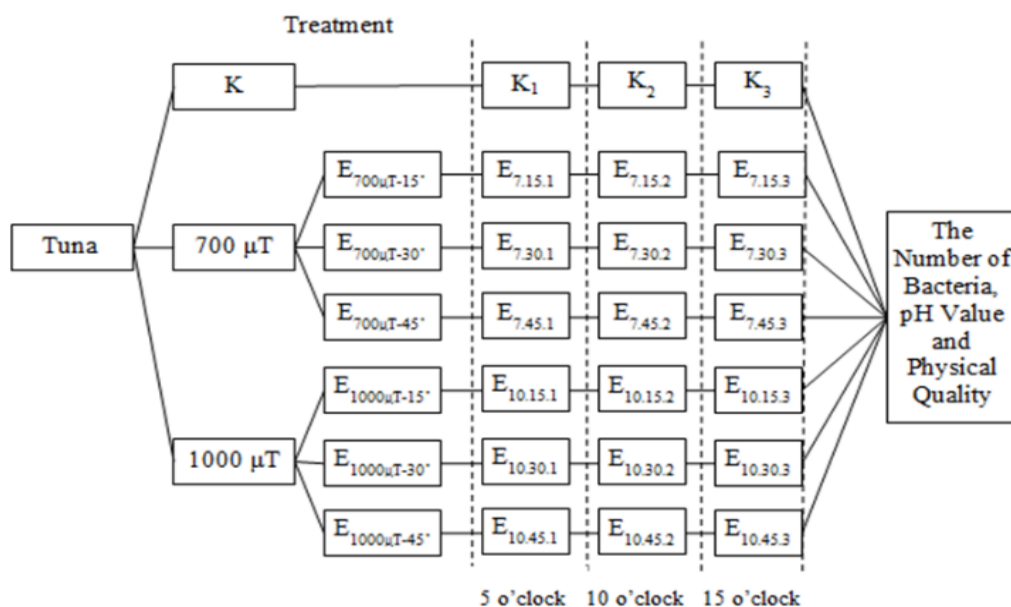 Treatment
K
K1
K2
K3
E700μT-15°
E7.15.1
E7.15.2
E7.15.3
Tuna
700 μT
E700μT-30°
E7.30.1
E7.30.2
E7.30.3
E700μT-45°
E7.45.1
E7.45.2
E7.45.3
The
Number of
Bacteria,
pH Value
and
Physical
Quality
E1000μT-15°
E10.15.1
E10.15.2
E10.15.3
1000 μT
E1000μT-30°
E10.30.1
E10.30.2
E10.30.3
E1000μT-45°
E10.45.1
E10.45.2
E10.45.3
5 o'clock
10 o'clock
15 o'clock